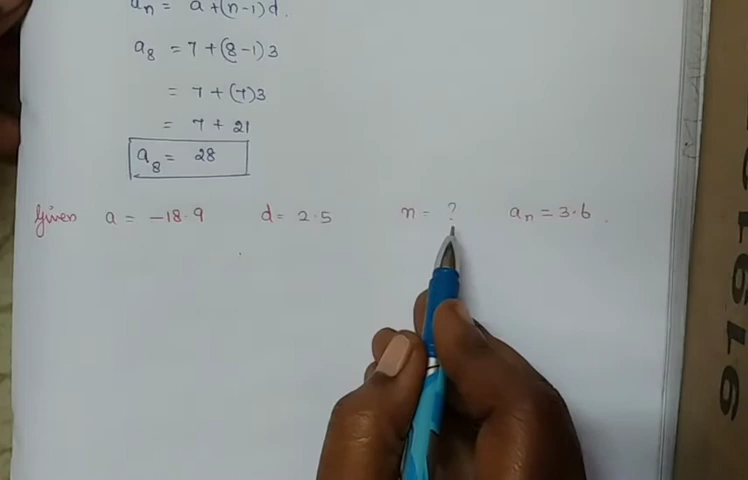 an = a +(n-1)d.
a8 = 7 +(8-1)3
= 7 +(7)3
= 7 + 21
a8 = 28
Given a = -18.9 d = 2.5 n = ? an = 3.6.
9191